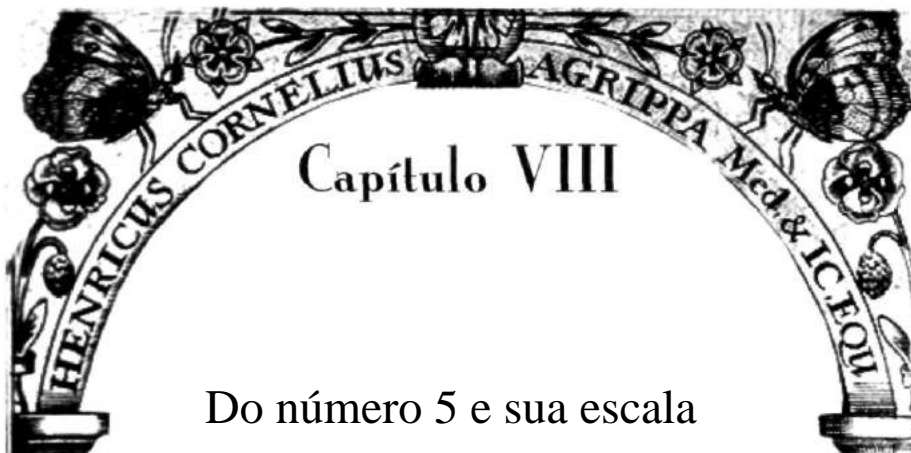 HENRICUS CORNELIUS AGRIPPA Med. & IC. EQU
Capítulo VIII
Do número 5 e sua escala